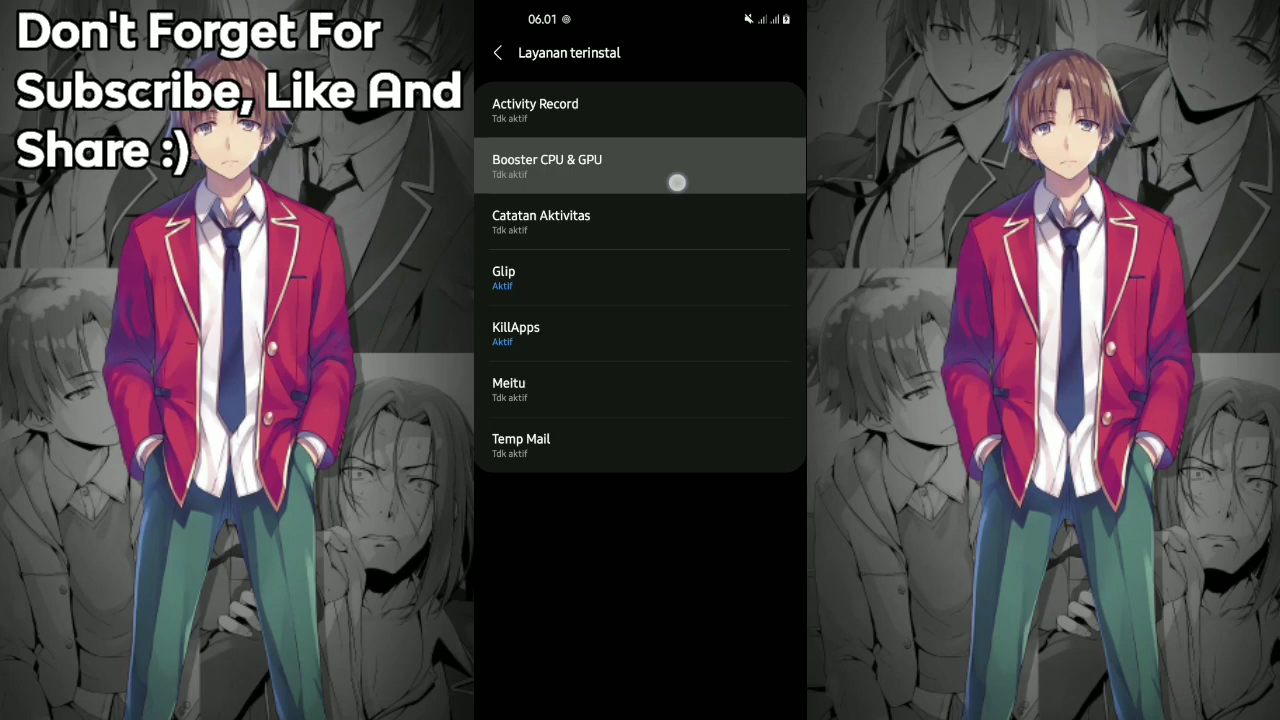 Don't Forget For
Subscribe, Like And
Share :)
06.01
Layanan terinstal
Activity Record
Tdk aktif
Booster CPU & GPU
Tdk aktif
Catatan Aktivitas
Tdk aktif
Glip
Aktif
KillApps
Aktif
Meitu
Tdk aktif
Temp Mail
Tdk aktif